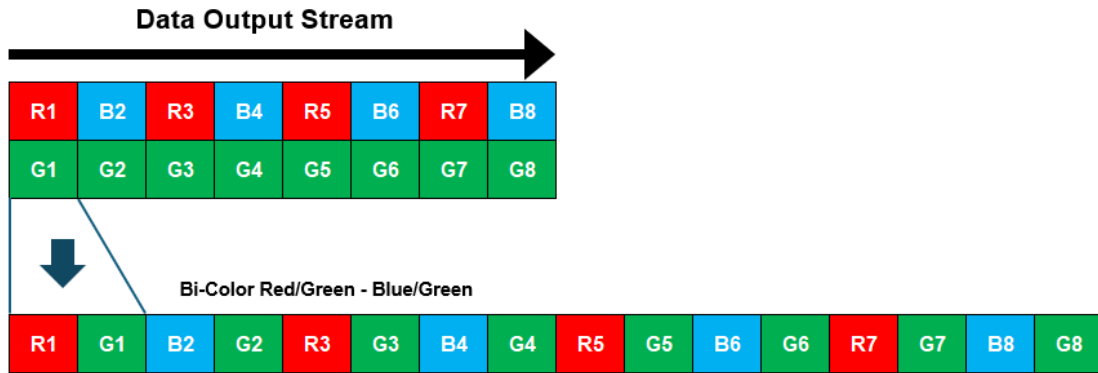 Data Output Stream
R1 B2 R3 B4 R5 B6 R7 B8
G1 G2 G3 G4 G5 G6 G7 G8
Bi-Color Red/Green - Blue/Green
R1 G1 B2 G2 R3 G3 B4 G4 R5 G5 B6 G6 R7 G7 B8 G8